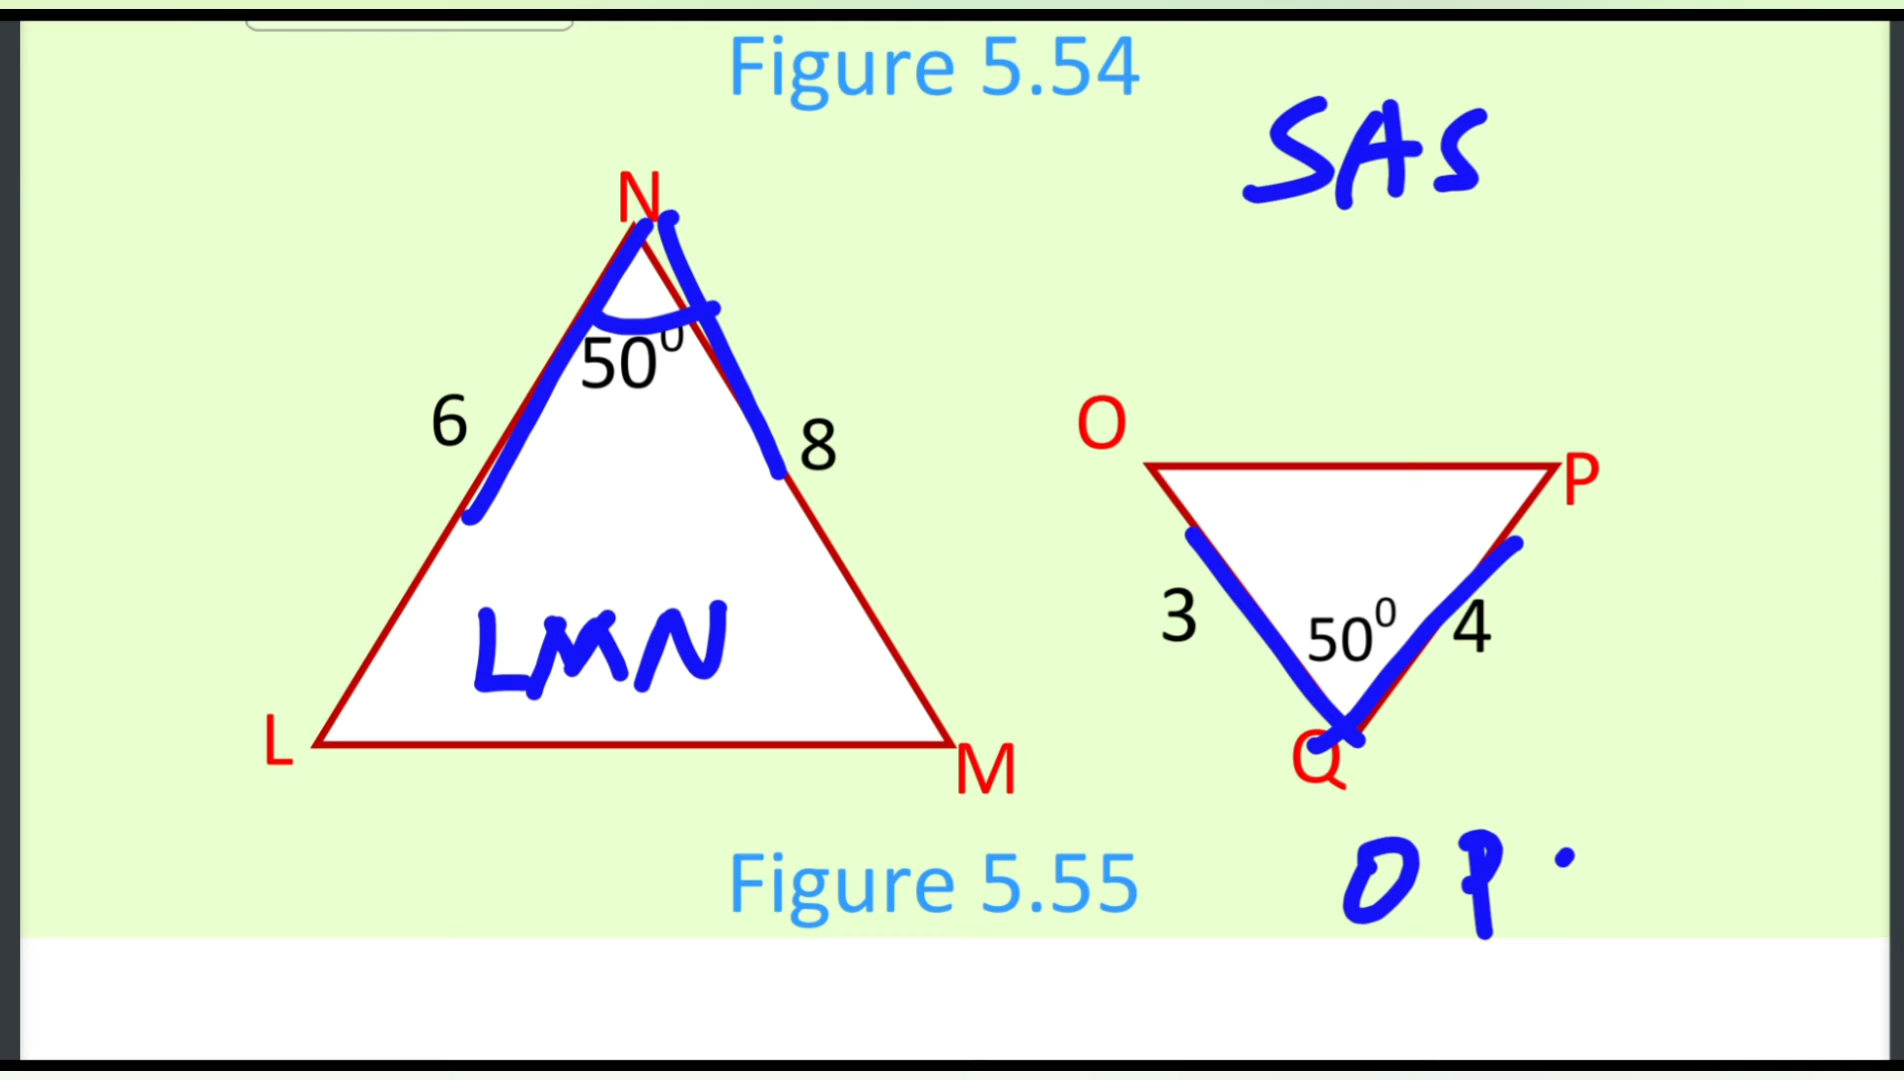 Figure 5.54
SAS
N
50⁰
6
8
O
P
3
50⁰
4
LMN
L
M
Q
Figure 5.55
OP